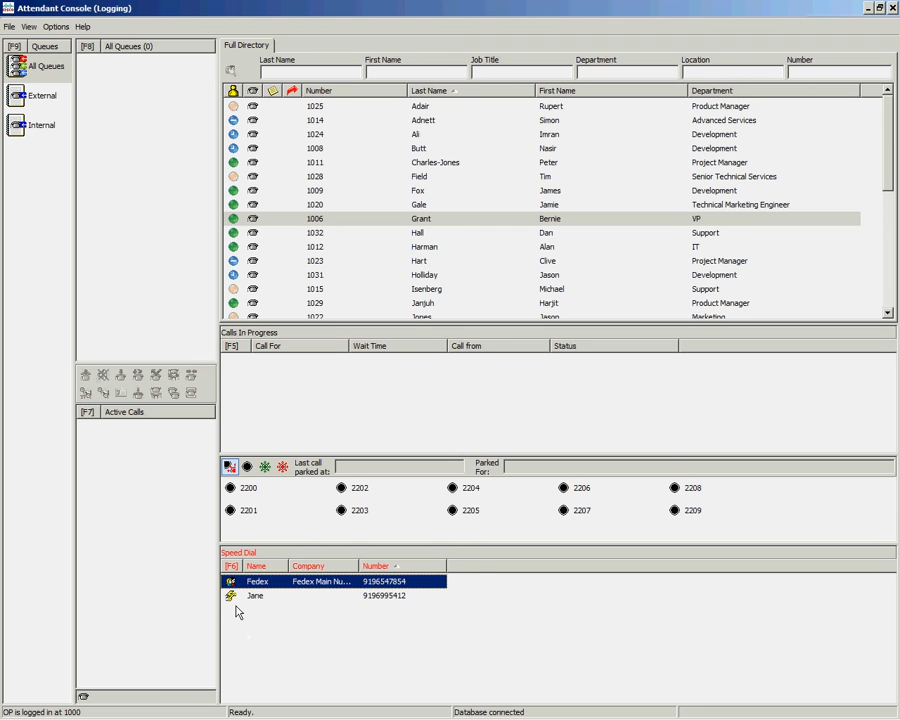 Attendant Console (Logging)
File View Options Help
[F9] Queues
All Queues
External
Internal
[F8] All Queues (0)
[F7] Active Calls
Full Directory
Last Name First Name Job Title Department Location Number
Number Last Name First Name Department
1025 Adair Rupert Product Manager
1014 Adnett Simon Advanced Services
1024 Ali Imran Development
1008 Butt Nasir Development
1011 Charles-Jones Peter Project Manager
1028 Field Tim Senior Technical Services
1009 Fox James Development
1020 Gale Jamie Technical Marketing Engineer
1006 Grant Bernie VP
1032 Hall Dan Support
1012 Harman Alan IT
1023 Hart Clive Project Manager
1031 Holliday Jason Development
1015 Isenberg Michael Support
1029 Janjuh Harjit Product Manager
1022 Jones Jason Marketing
Calls In Progress
[F5] Call For Wait Time Call from Status
Last call parked at: Parked For:
2200 2202 2204 2206 2208
2201 2203 2205 2207 2209
Speed Dial
[F6] Name Company Number
Fedex Fedex Main Nu... 9196547854
Jane 9196995412
OP is logged in at 1000 Ready. Database connected